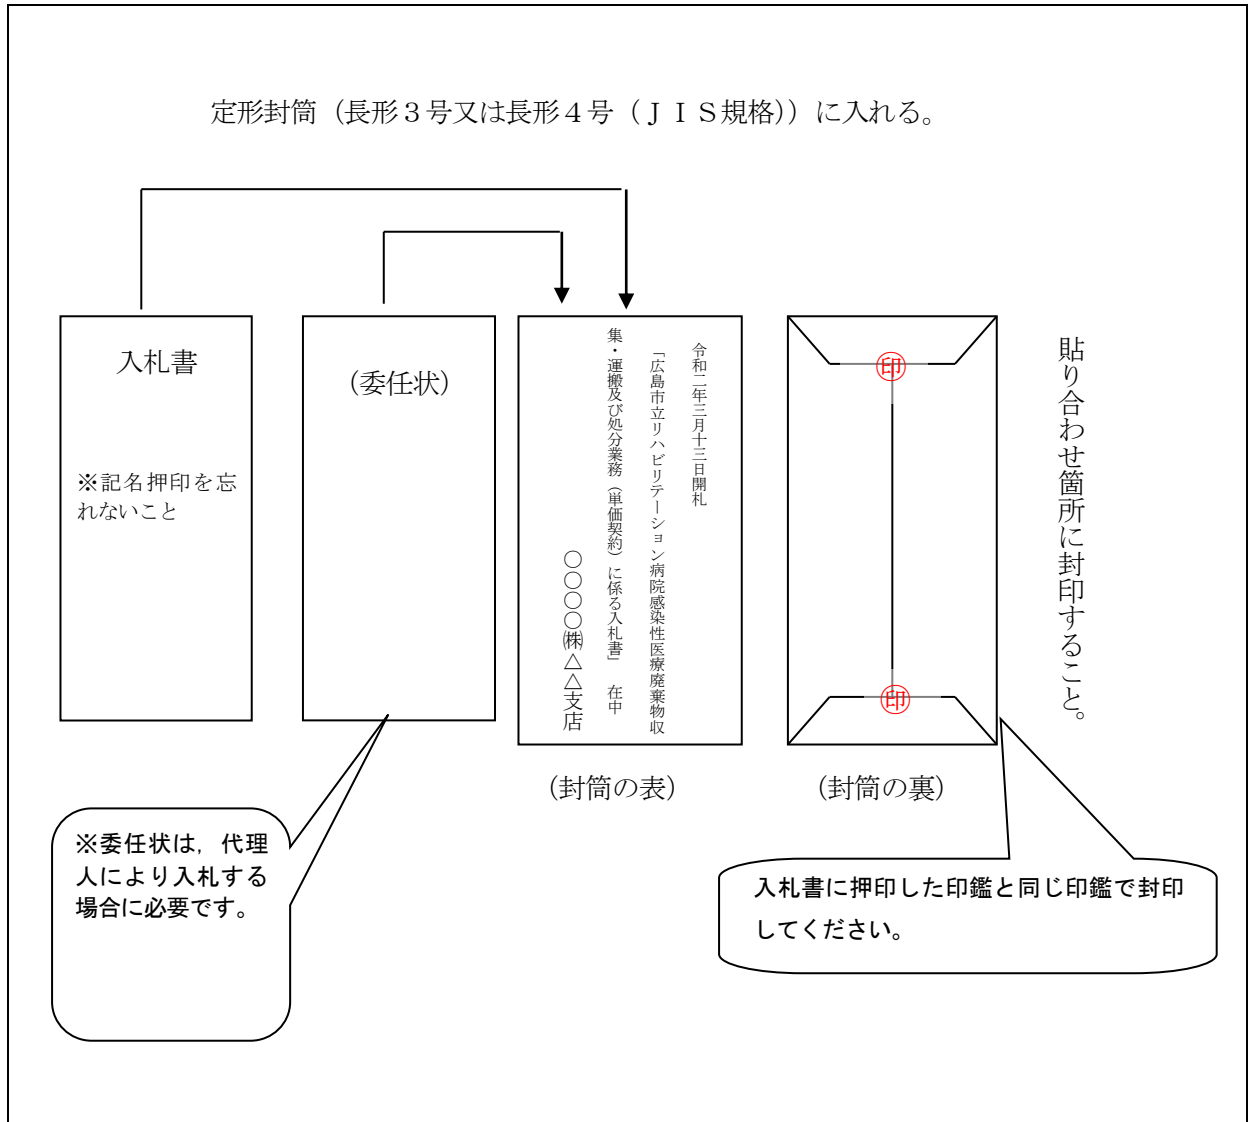 定形封筒（長形３号又は長形４号（ＪＩＳ規格））に入れる。
入札書
※記名押印を忘
れないこと
（委任状）
令和二年三月十三日開札
「広島市立リハビリテーション病院感染性医療廃棄物収
集・運搬及び処分業務（単価契約）に係る入札書」　在中
〇〇〇〇㈱△△支店
印
印
貼り合わせ箇所に封印すること。
（封筒の表）
（封筒の裏）
※委任状は，代理
人により入札する
場合に必要です。
入札書に押印した印鑑と同じ印鑑で封印
してください。